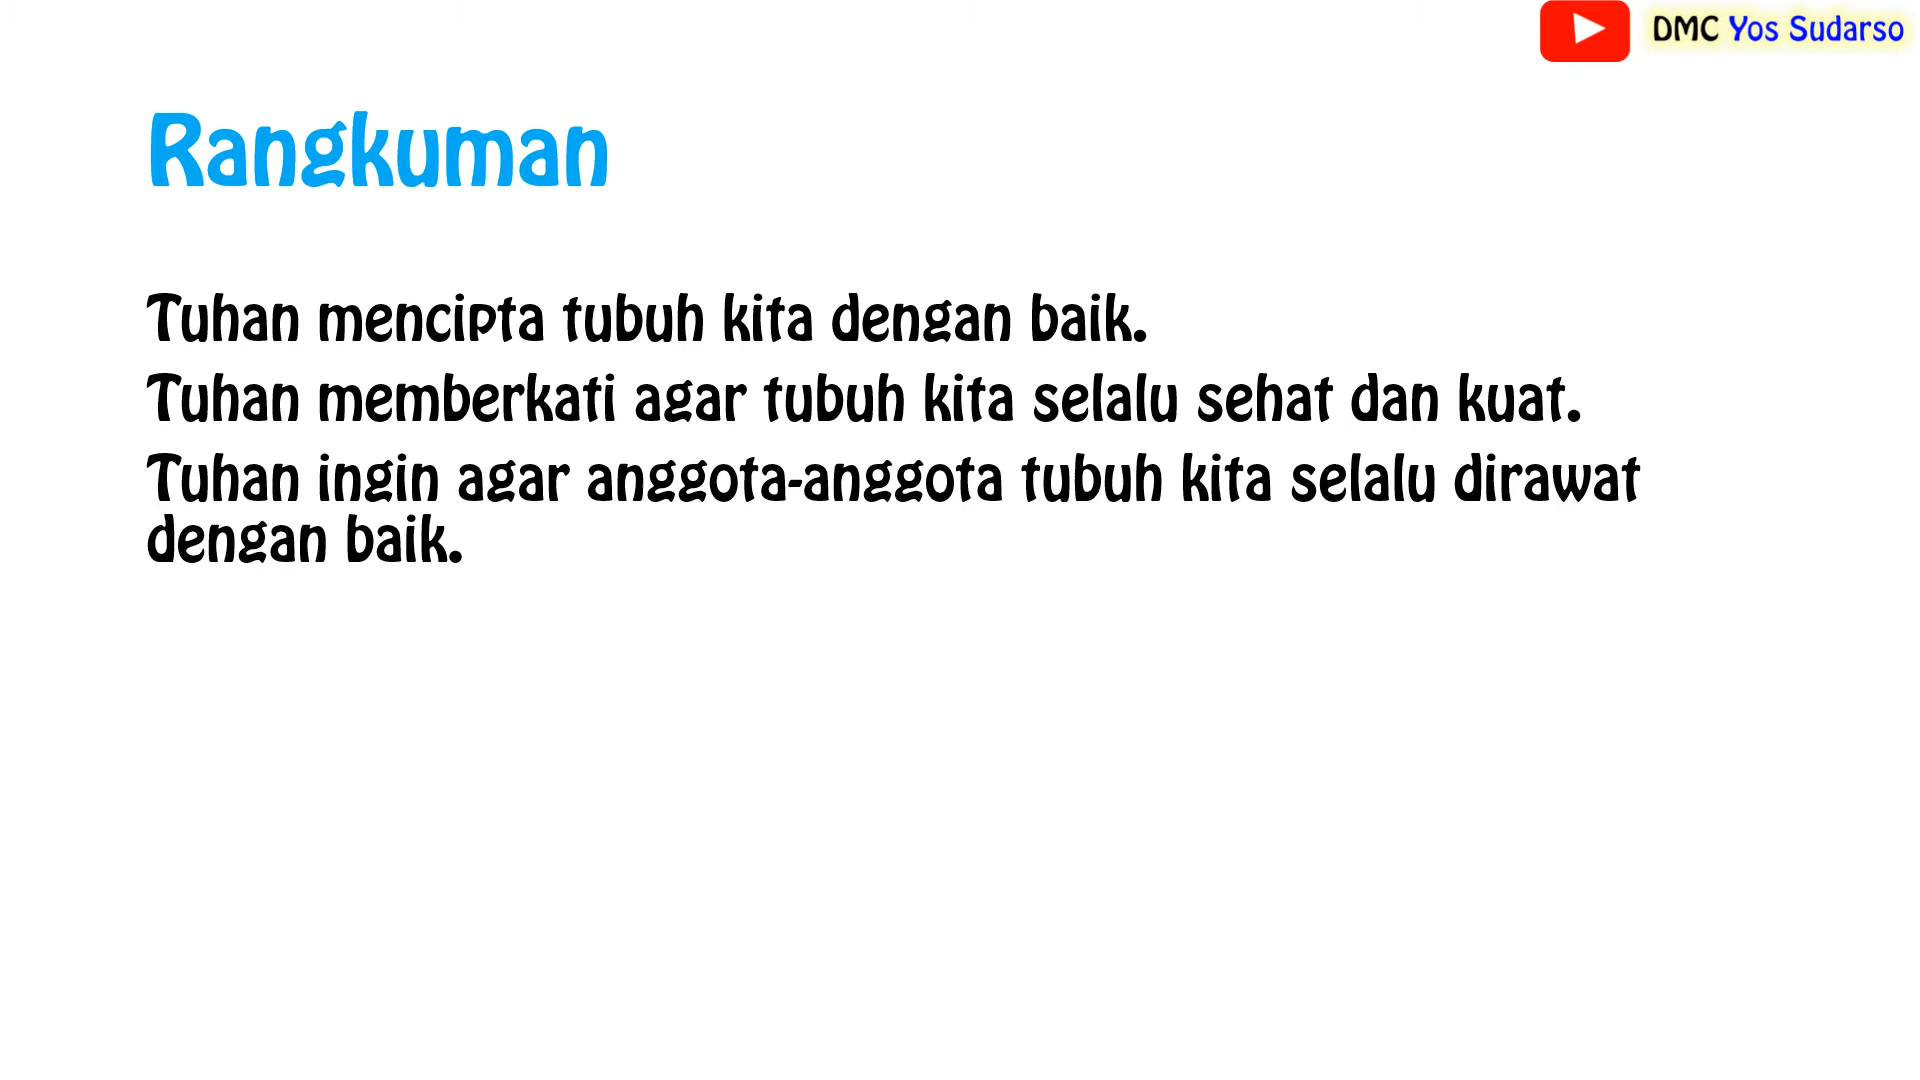 DMC Yos Sudarso
Rangkuman
Tuhan mencipta tubuh kita dengan baik.
Tuhan memberkati agar tubuh kita selalu sehat dan kuat.
Tuhan ingin agar anggota-anggota tubuh kita selalu dirawat
dengan baik.